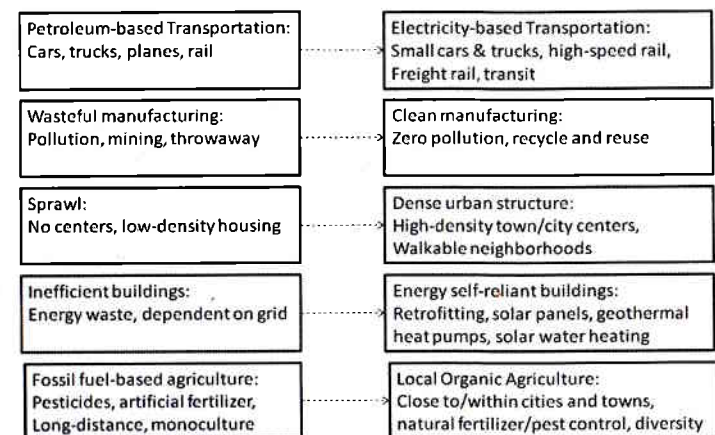 Petroleum-based Transportation:
Cars, trucks, planes, rail
Electricity-based Transportation:
Small cars & trucks, high-speed rail,
Freight rail, transit
Wasteful manufacturing:
Pollution, mining, throwaway
Clean manufacturing:
Zero pollution, recycle and reuse
Sprawl:
No centers, low-density housing
Dense urban structure:
High-density town/city centers,
Walkable neighborhoods
Inefficient buildings:
Energy waste, dependent on grid
Energy self-reliant buildings:
Retrofitting, solar panels, geothermal
heat pumps, solar water heating
Fossil fuel-based agriculture:
Pesticides, artificial fertilizer,
Long-distance, monoculture
Local Organic Agriculture:
Close to/within cities and towns,
natural fertilizer/pest control, diversity